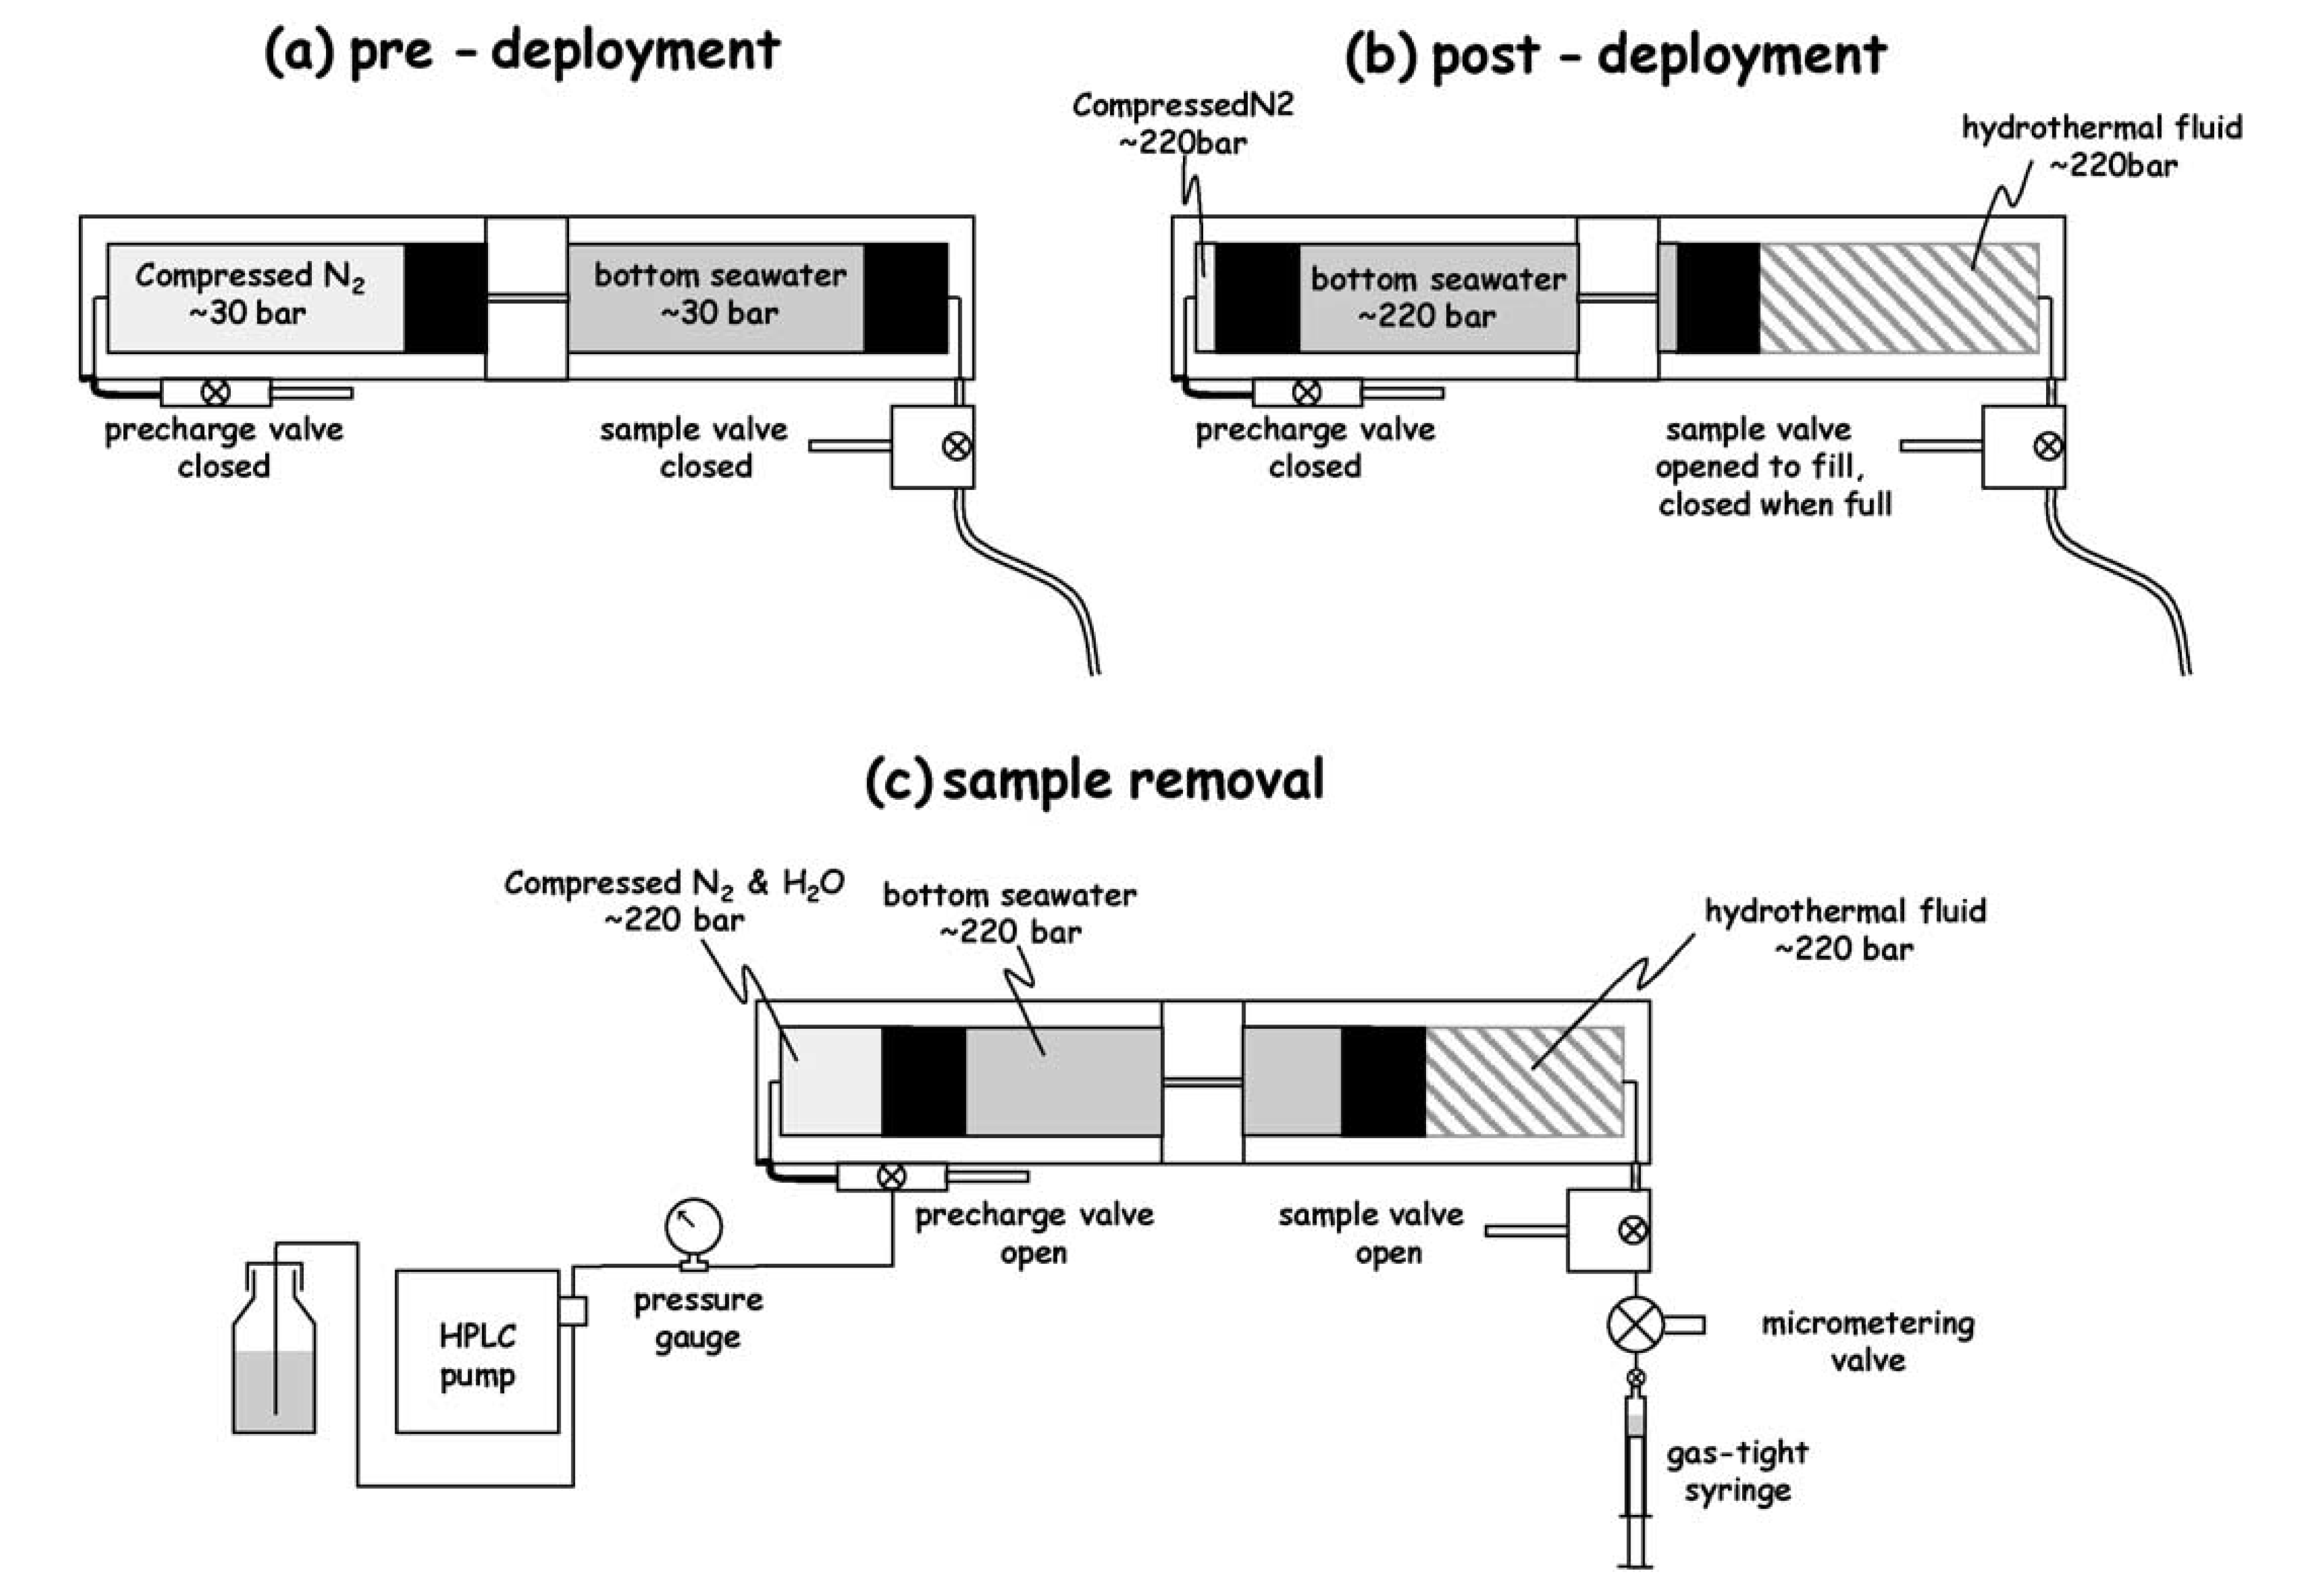 (a) pre - deployment
Compressed N₂
~30 bar
bottom seawater
~30 bar
precharge valve
closed
sample valve
closed
(b) post - deployment
CompressedN2
~220bar
hydrothermal fluid
~220bar
bottom seawater
~220 bar
precharge valve
closed
sample valve
opened to fill,
closed when full
(c) sample removal
Compressed N₂ & H₂O
~220 bar
bottom seawater
~220 bar
hydrothermal fluid
~220 bar
precharge valve
open
sample valve
open
pressure
gauge
HPLC
pump
micrometering
valve
gas-tight
syringe